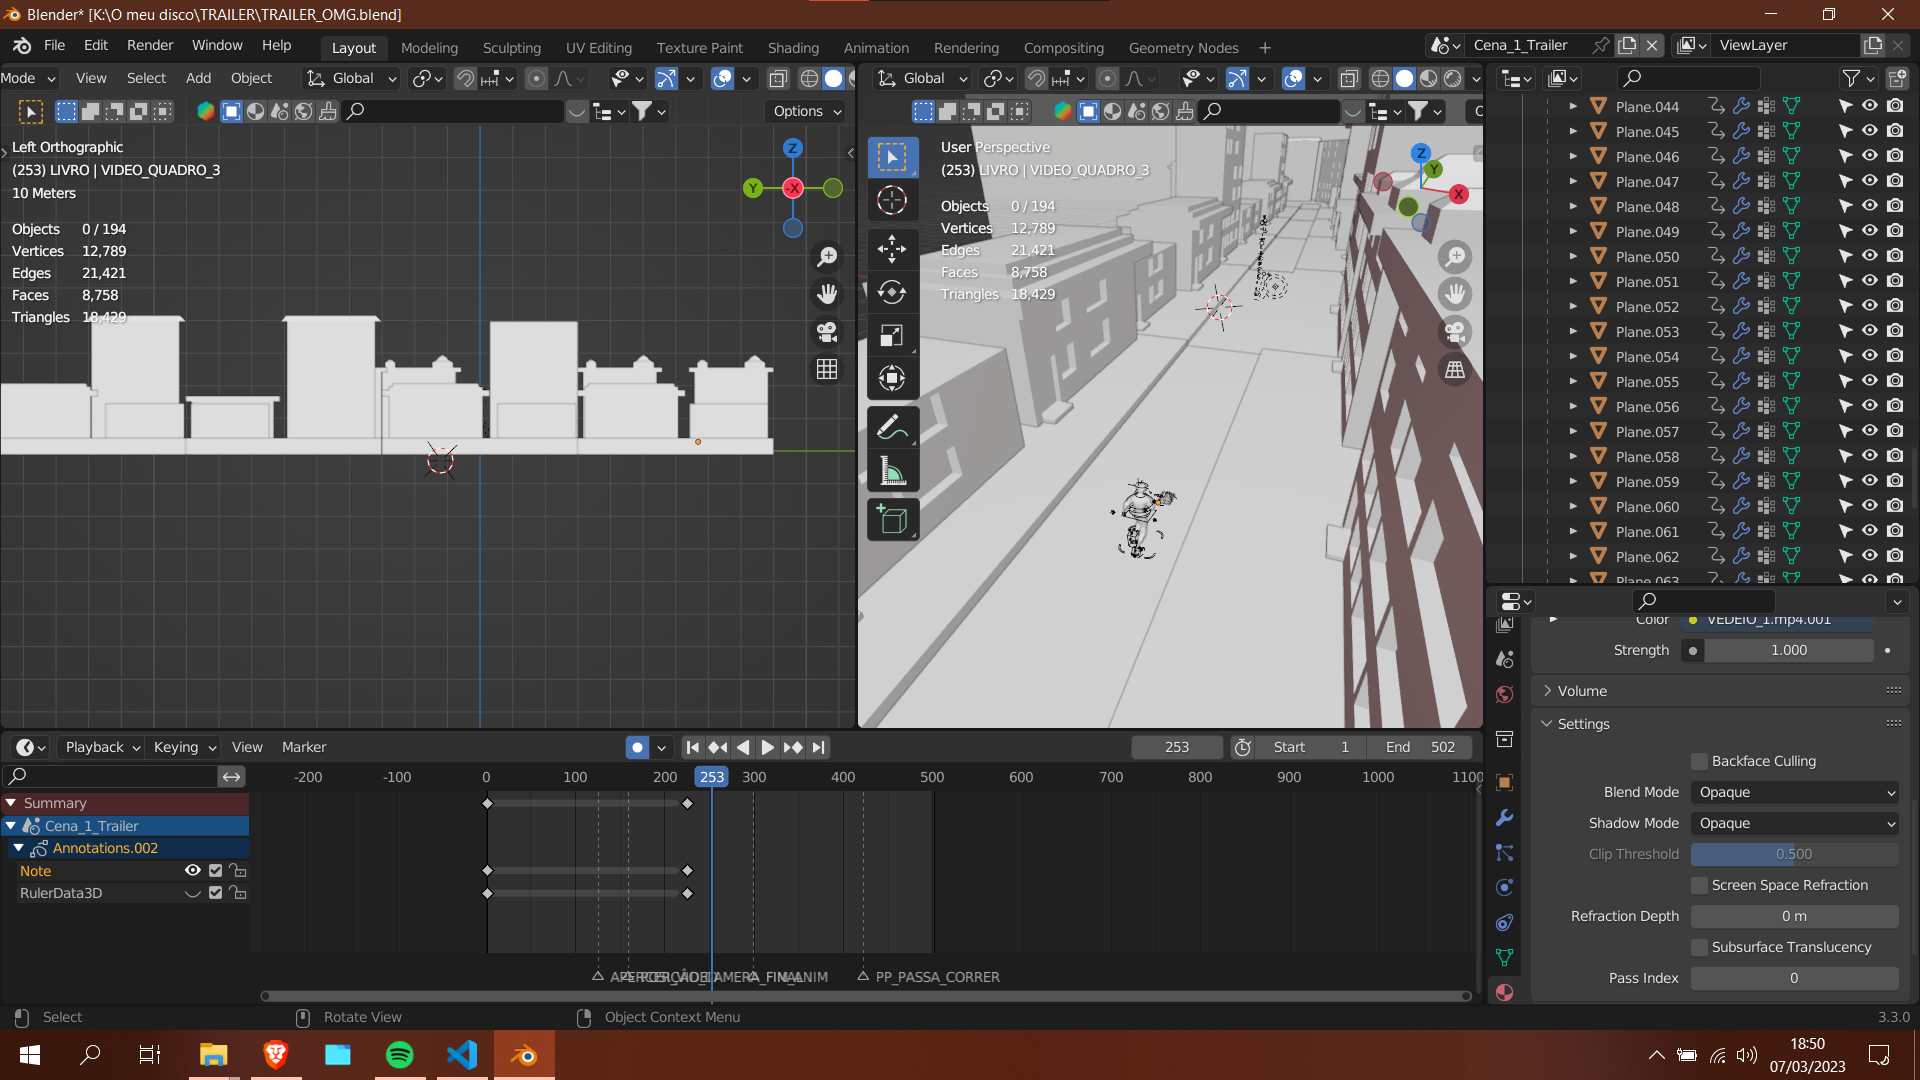 Blender* [K:\O meu disco\TRAILER\TRAILER_OMG.blend]
File Edit Render Window Help Layout Modeling Sculpting UV Editing Texture Paint Shading Animation Rendering Compositing Geometry Nodes Cena_1_Trailer ViewLayer
Mode View Select Add Object Global Global
Options
Left Orthographic
(253) LIVRO | VIDEO_QUADRO_3
10 Meters
Objects 0 / 194
Vertices 12,789
Edges 21,421
Faces 8,758
Triangles 18,429
Z
Y
-X
User Perspective
(253) LIVRO | VIDEO_QUADRO_3
Objects 0 / 194
Vertices 12,789
Edges 21,421
Faces 8,758
Triangles 18,429
Z
Y
X
Plane.044
Plane.045
Plane.046
Plane.047
Plane.048
Plane.049
Plane.050
Plane.051
Plane.052
Plane.053
Plane.054
Plane.055
Plane.056
Plane.057
Plane.058
Plane.059
Plane.060
Plane.061
Plane.062
Plane.063
Color VEDEIO_1.mp4.001
Strength 1.000
Volume
Settings
Backface Culling
Blend Mode Opaque
Shadow Mode Opaque
Clip Threshold 0.500
Screen Space Refraction
Refraction Depth 0 m
Subsurface Translucency
Pass Index 0
Playback Keying View Marker 253 Start 1 End 502
-200 -100 0 100 200 253 300 400 500 600 700 800 900 1000 1100
Summary
Cena_1_Trailer
Annotations.002
Note
RulerData3D
PP_PASSA_CORRER
Select Rotate View Object Context Menu 3.3.0
18:50
07/03/2023